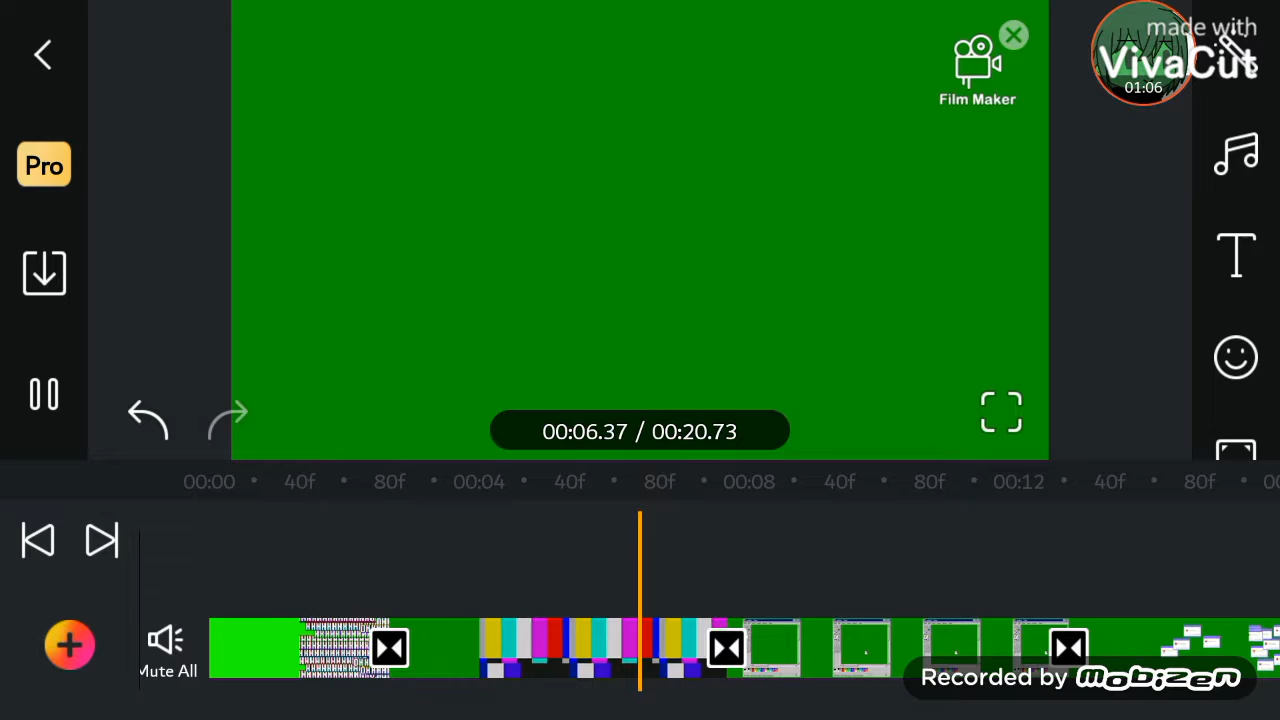 made with
VivaCut
01:06
Film Maker
Pro
00:06.37 / 00:20.73
00:00 40f 80f 00:04 40f 80f 00:08 40f 80f 00:12 40f 80f
Mute All
Recorded by Mobizen